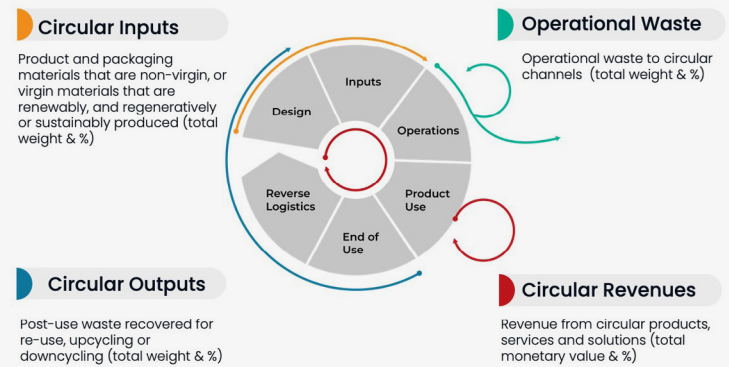 Circular Inputs
Product and packaging
materials that are non-virgin, or
virgin materials that are
renewably, and regeneratively
or sustainably produced (total
weight & %)
Operational Waste
Operational waste to circular
channels (total weight & %)
Inputs
Design
Operations
Reverse
Logistics
Product
Use
End of
Use
Circular Outputs
Post-use waste recovered for
re-use, upcycling or
downcycling (total weight & %)
Circular Revenues
Revenue from circular products,
services and solutions (total
monetary value & %)